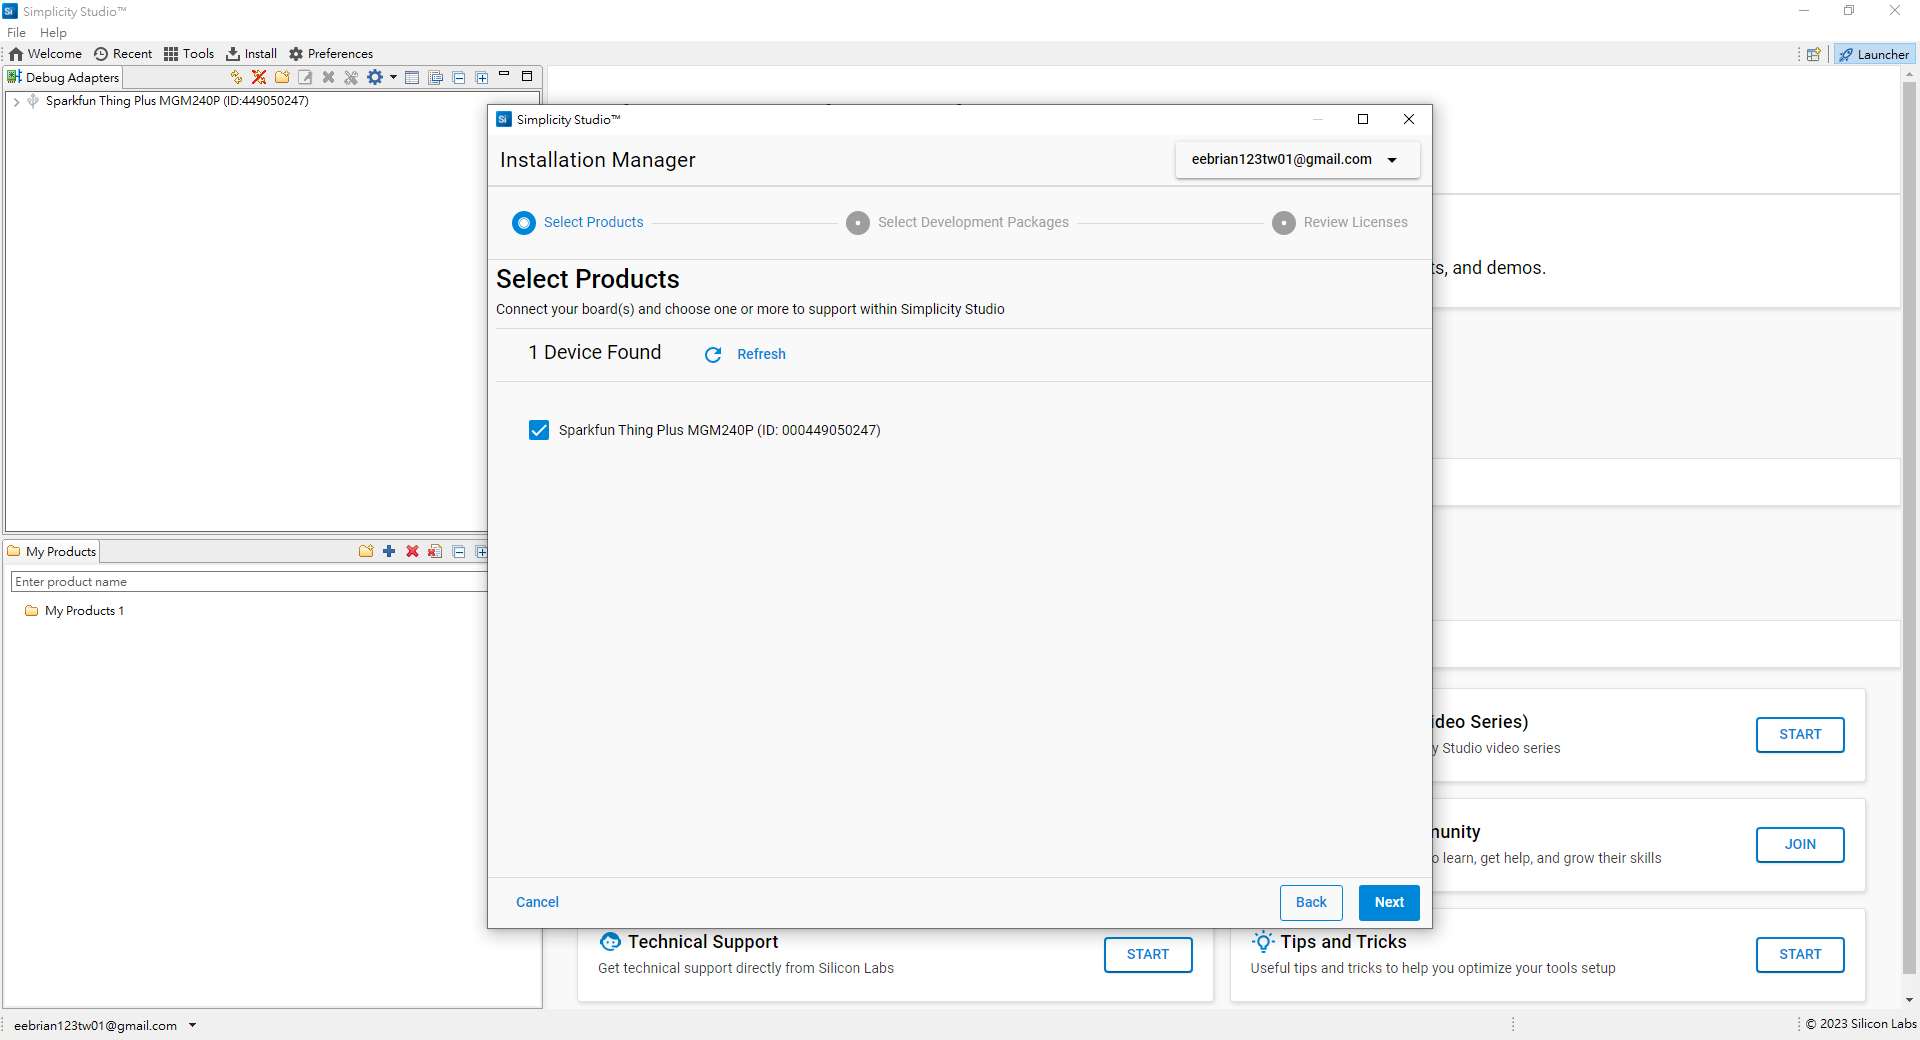 Simplicity Studio™
File Help
Welcome Recent Tools Install Preferences
Launcher
Debug Adapters
Sparkfun Thing Plus MGM240P (ID:449050247)
Simplicity Studio™
Installation Manager
eebrian123tw01@gmail.com
Select Products
Select Development Packages
Review Licenses
Select Products
Connect your board(s) and choose one or more to support within Simplicity Studio
1 Device Found
Refresh
Sparkfun Thing Plus MGM240P (ID: 000449050247)
Cancel
Back
Next
s, and demos.
My Products
Enter product name
My Products 1
ideo Series)
y Studio video series
START
nunity
o learn, get help, and grow their skills
JOIN
Technical Support
Get technical support directly from Silicon Labs
START
Tips and Tricks
Useful tips and tricks to help you optimize your tools setup
START
eebrian123tw01@gmail.com
© 2023 Silicon Labs